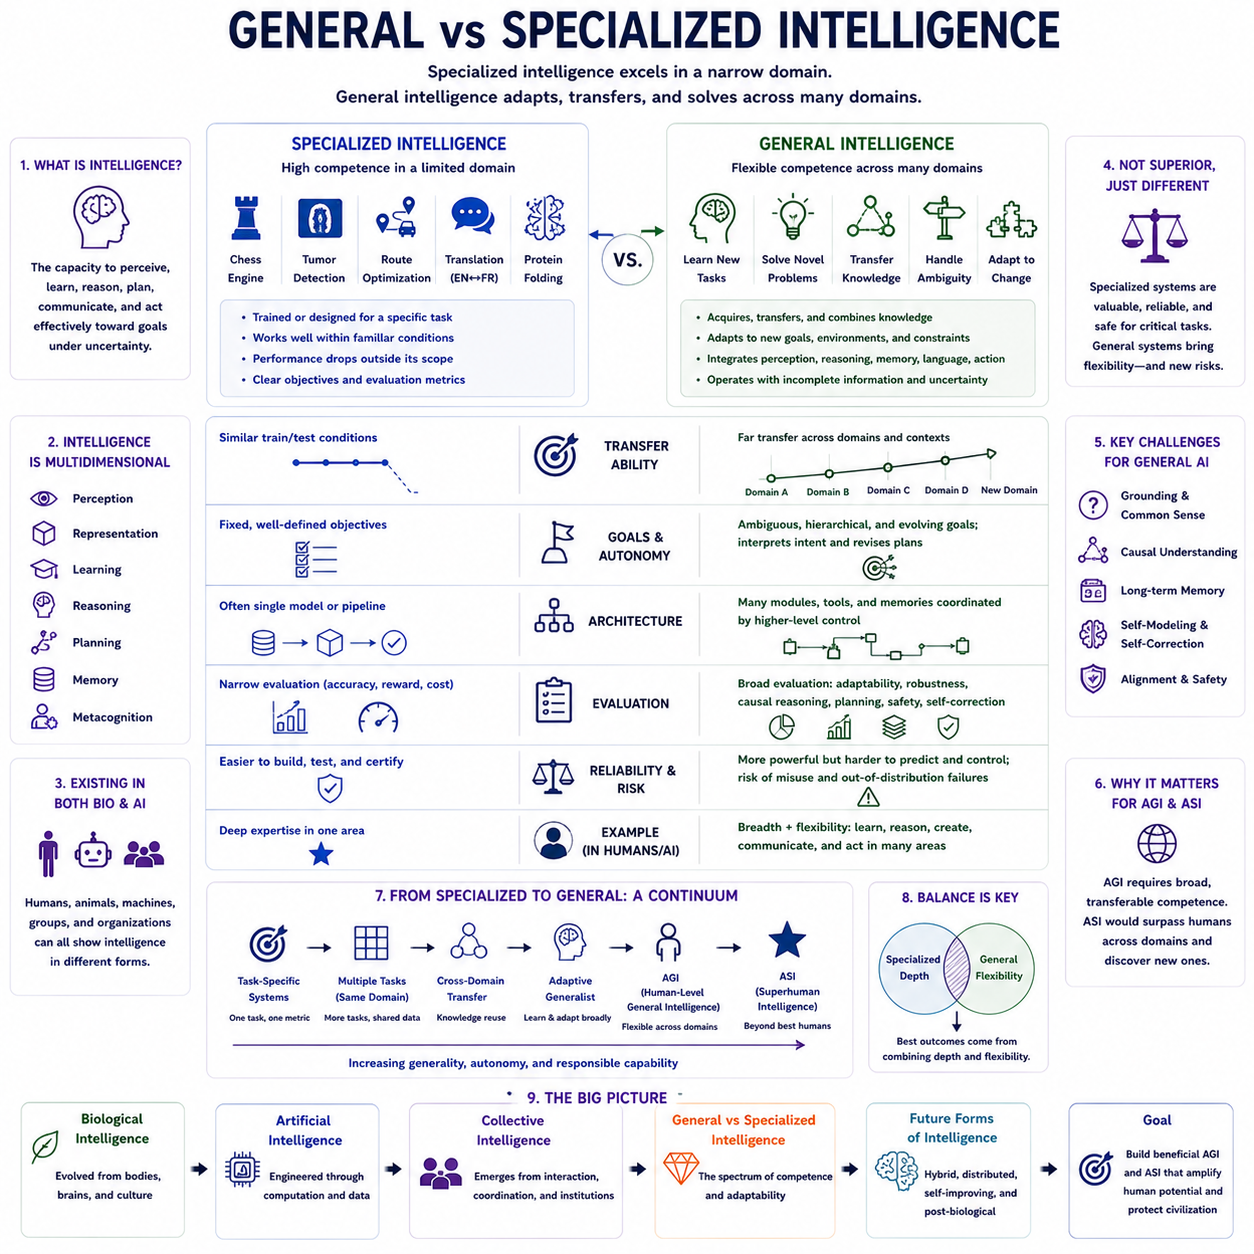 GENERAL vs SPECIALIZED INTELLIGENCE
Specialized intelligence excels in a narrow domain.
General intelligence adapts, transfers, and solves across many domains.
1. WHAT IS INTELLIGENCE?
The capacity to perceive,
learn, reason, plan,
communicate, and act
effectively toward goals
under uncertainty.
SPECIALIZED INTELLIGENCE
High competence in a limited domain
Chess
Engine
Tumor
Detection
Route
Optimization
Translation
(EN↔FR)
Protein
Folding
• Trained or designed for a specific task
• Works well within familiar conditions
• Performance drops outside its scope
• Clear objectives and evaluation metrics
VS.
GENERAL INTELLIGENCE
Flexible competence across many domains
Learn New
Tasks
Solve Novel
Problems
Transfer
Knowledge
Handle
Ambiguity
Adapt to
Change
• Acquires, transfers, and combines knowledge
• Adapts to new goals, environments, and constraints
• Integrates perception, reasoning, memory, language, action
• Operates with incomplete information and uncertainty
4. NOT SUPERIOR,
JUST DIFFERENT
Specialized systems are
valuable, reliable, and
safe for critical tasks.
General systems bring
flexibility—and new risks.
2. INTELLIGENCE
IS MULTIDIMENSIONAL
Perception
Representation
Learning
Reasoning
Planning
Memory
Metacognition
Similar train/test conditions
TRANSFER
ABILITY
Far transfer across domains and contexts
Domain A
Domain B
Domain C
Domain D
New Domain
Fixed, well-defined objectives
GOALS &
AUTONOMY
Ambiguous, hierarchical, and evolving goals;
interprets intent and revises plans
Often single model or pipeline
ARCHITECTURE
Many modules, tools, and memories coordinated
by higher-level control
Narrow evaluation (accuracy, reward, cost)
EVALUATION
Broad evaluation: adaptability, robustness,
causal reasoning, planning, safety, self-correction
Easier to build, test, and certify
RELIABILITY &
RISK
More powerful but harder to predict and control;
risk of misuse and out-of-distribution failures
Deep expertise in one area
EXAMPLE
(IN HUMANS/AI)
Breadth + flexibility: learn, reason, create,
communicate, and act in many areas
5. KEY CHALLENGES
FOR GENERAL AI
Grounding &
Common Sense
Causal Understanding
Long-term Memory
Self-Modeling &
Self-Correction
Alignment & Safety
3. EXISTING IN
BOTH BIO & AI
Humans, animals, machines,
groups, and organizations
can all show intelligence
in different forms.
6. WHY IT MATTERS
FOR AGI & ASI
AGI requires broad,
transferable competence.
ASI would surpass humans
across domains and
discover new ones.
7. FROM SPECIALIZED TO GENERAL: A CONTINUUM
Task-Specific
Systems
One task, one metric
Multiple Tasks
(Same Domain)
More tasks, shared data
Cross-Domain
Transfer
Knowledge reuse
Adaptive
Generalist
Learn & adapt broadly
AGI
(Human-Level
General Intelligence)
Flexible across domains
ASI
(Superhuman
Intelligence)
Beyond best humans
Increasing generality, autonomy, and responsible capability
8. BALANCE IS KEY
Specialized
Depth
General
Flexibility
Best outcomes come from
combining depth and flexibility.
9. THE BIG PICTURE
Biological
Intelligence
Evolved from bodies,
brains, and culture
Artificial
Intelligence
Engineered through
computation and data
Collective
Intelligence
Emerges from interaction,
coordination, and institutions
General vs Specialized
Intelligence
The spectrum of competence
and adaptability
Future Forms
of Intelligence
Hybrid, distributed,
self-improving, and
post-biological
Goal
Build beneficial AGI
and ASI that amplify
human potential and
protect civilization